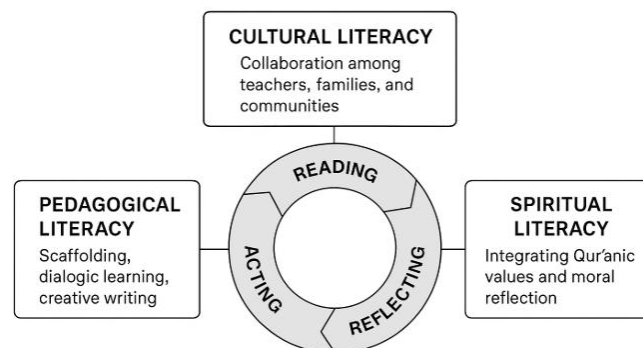 CULTURAL LITERACY
Collaboration among
teachers, families, and
communities
READING
PEDAGOGICAL
LITERACY
Scaffolding,
dialogic learning,
creative writing
ACTING
REFLECTING
SPIRITUAL
LITERACY
Integrating Qur'anic
values and moral
reflection